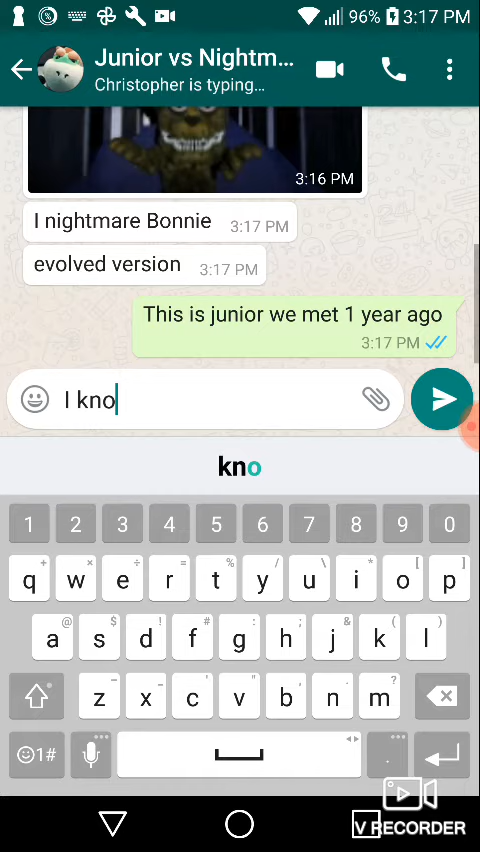 96% 3:17 PM
Junior vs Nightm...
Christopher is typing...
3:16 PM
I nightmare Bonnie 3:17 PM
evolved version 3:17 PM
This is junior we met 1 year ago
3:17 PM
I kno
kno
1 2 3 4 5 6 7 8 9 0
q w e r t y u i o p
a s d f g h j k l
z x c v b n m
1# .
V RECORDER